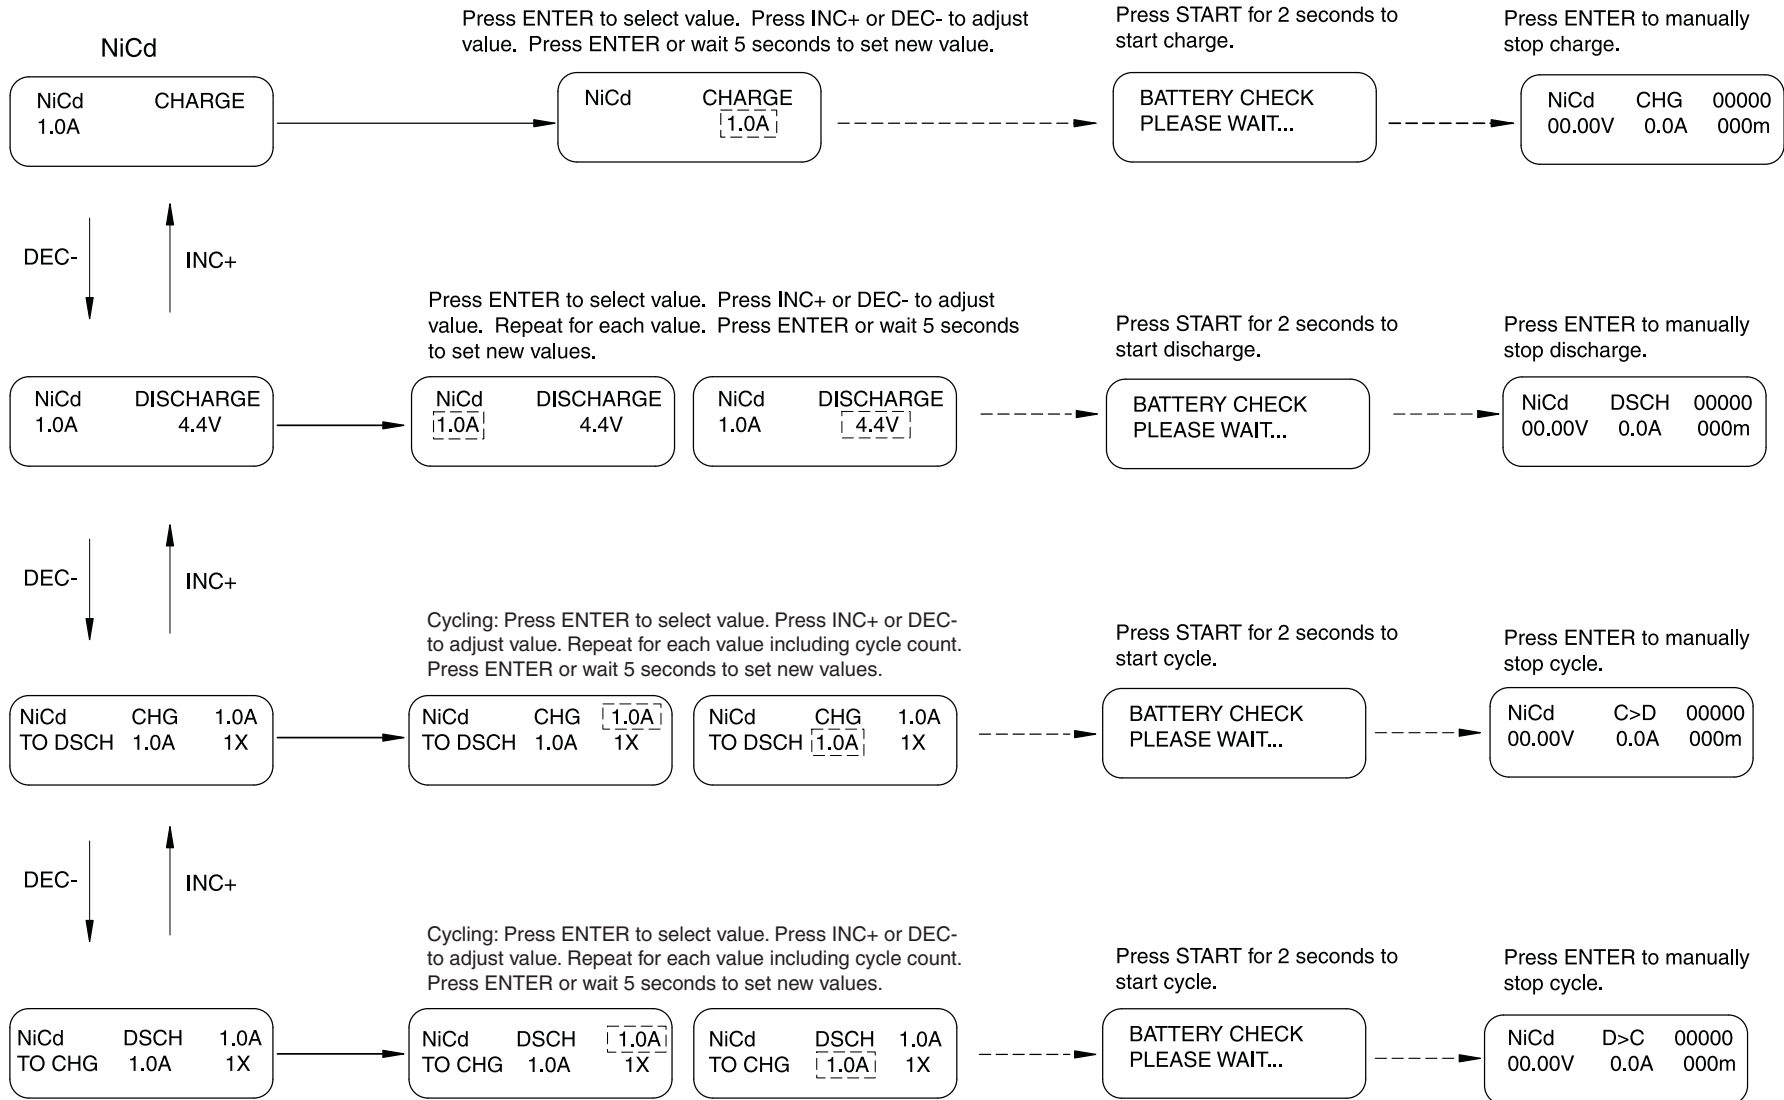 NiCd
Press ENTER to select value. Press INC+ or DEC- to adjust
value. Press ENTER or wait 5 seconds to set new value.
Press START for 2 seconds to
start charge.
Press ENTER to manually
stop charge.
NiCd CHARGE
1.0A
NiCd CHARGE
1.0A
BATTERY CHECK
PLEASE WAIT...
NiCd CHG 00000
00.00V 0.0A 000m
DEC- INC+
Press ENTER to select value. Press INC+ or DEC- to adjust
value. Repeat for each value. Press ENTER or wait 5 seconds
to set new values.
Press START for 2 seconds to
start discharge.
Press ENTER to manually
stop discharge.
NiCd DISCHARGE
1.0A 4.4V
NiCd DISCHARGE
1.0A 4.4V
NiCd DISCHARGE
1.0A 4.4V
BATTERY CHECK
PLEASE WAIT...
NiCd DSCH 00000
00.00V 0.0A 000m
DEC- INC+
Cycling: Press ENTER to select value. Press INC+ or DEC-
to adjust value. Repeat for each value including cycle count.
Press ENTER or wait 5 seconds to set new values.
Press START for 2 seconds to
start cycle.
Press ENTER to manually
stop cycle.
NiCd CHG 1.0A
TO DSCH 1.0A 1X
NiCd CHG 1.0A
TO DSCH 1.0A 1X
NiCd CHG 1.0A
TO DSCH 1.0A 1X
BATTERY CHECK
PLEASE WAIT...
NiCd C>D 00000
00.00V 0.0A 000m
DEC- INC+
Cycling: Press ENTER to select value. Press INC+ or DEC-
to adjust value. Repeat for each value including cycle count.
Press ENTER or wait 5 seconds to set new values.
Press START for 2 seconds to
start cycle.
Press ENTER to manually
stop cycle.
NiCd DSCH 1.0A
TO CHG 1.0A 1X
NiCd DSCH 1.0A
TO CHG 1.0A 1X
NiCd DSCH 1.0A
TO CHG 1.0A 1X
BATTERY CHECK
PLEASE WAIT...
NiCd D>C 00000
00.00V 0.0A 000m